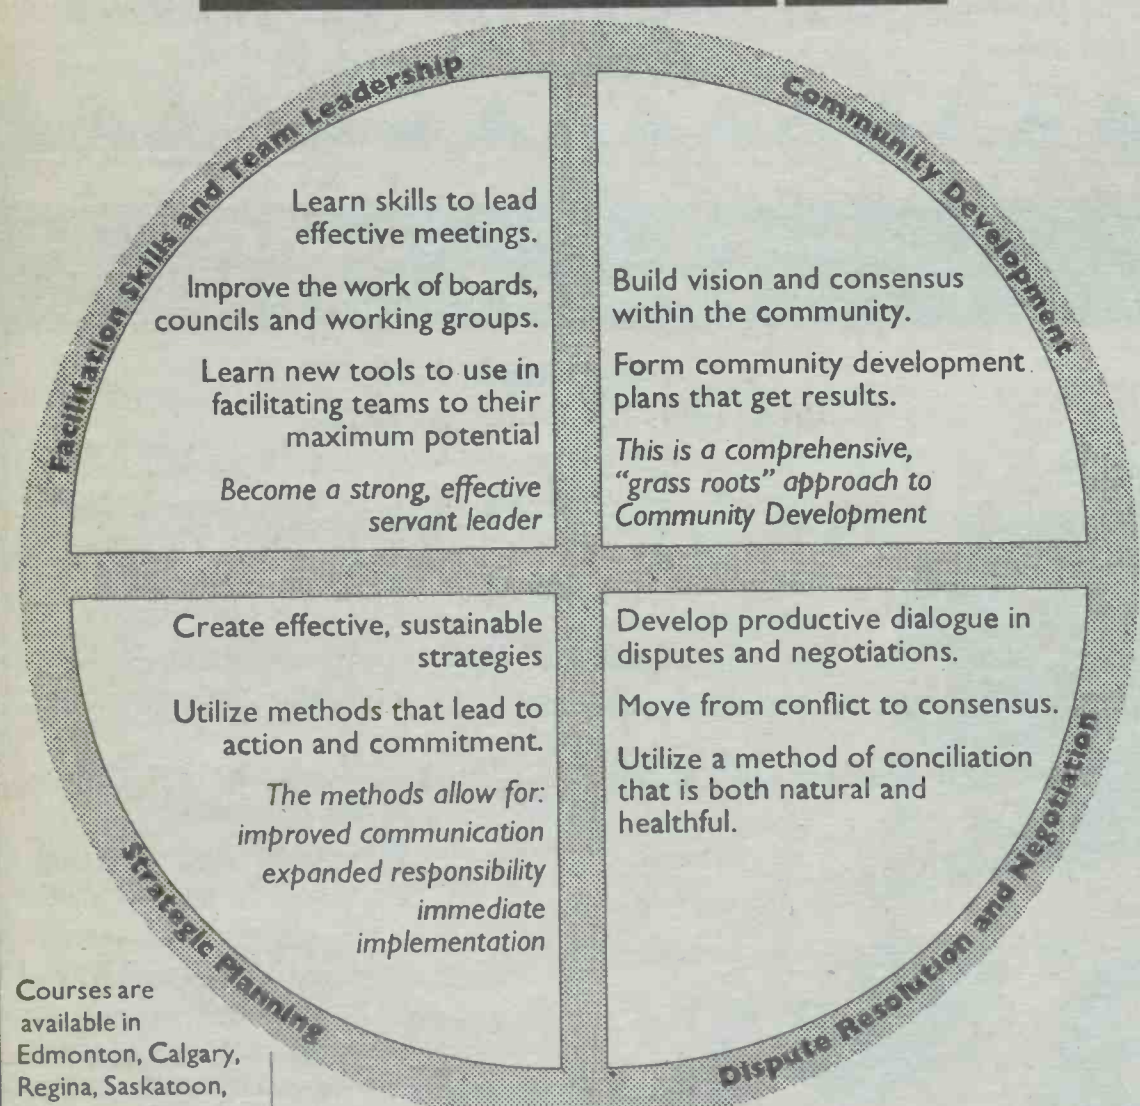 Facilitation Skills and Team Leadership
Learn skills to lead
effective meetings.
Improve the work of boards,
councils and working groups.
Learn new tools to use in
facilitating teams to their
maximum potential
Become a strong, effective
servant leader
Community Development
Build vision and consensus
within the community.
Form community development
plans that get results.
This is a comprehensive,
“grass roots” approach to
Community Development
Strategic Planning
Create effective, sustainable
strategies
Utilize methods that lead to
action and commitment.
The methods allow for:
improved communication
expanded responsibility
immediate
implementation
Dispute Resolution and Negotiation
Develop productive dialogue in
disputes and negotiations.
Move from conflict to consensus.
Utilize a method of conciliation
that is both natural and
healthful.
Courses are
available in
Edmonton, Calgary,
Regina, Saskatoon,